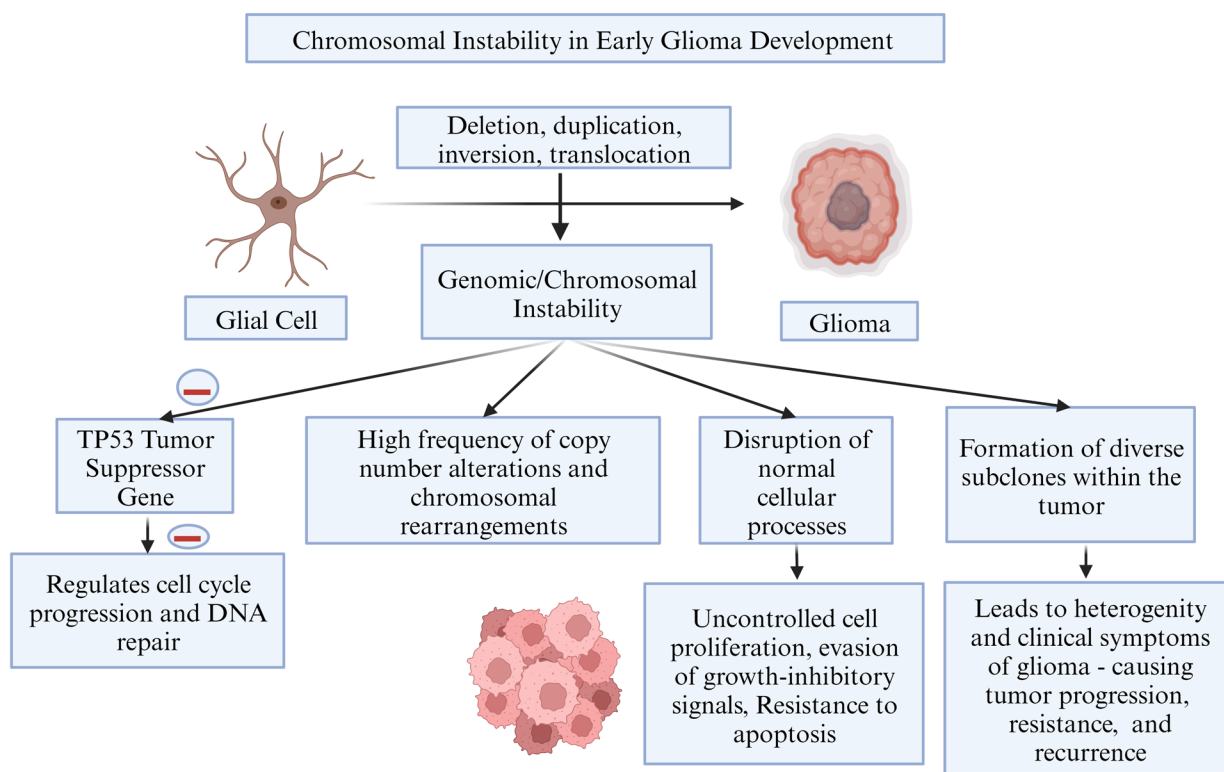 Chromosomal Instability in Early Glioma Development
Deletion, duplication,
inversion, translocation
Genomic/Chromosomal
Instability
Glial Cell
Glioma
TP53 Tumor
Suppressor
Gene
High frequency of copy
number alterations and
chromosomal
rearrangements
Disruption of
normal
cellular
processes
Formation of diverse
subclones within the
tumor
Regulates cell cycle
progression and DNA
repair
Uncontrolled cell
proliferation, evasion
of growth-inhibitory
signals, Resistance to
apoptosis
Leads to heterogenity
and clinical symptoms
of glioma - causing
tumor progression,
resistance, and
recurrence